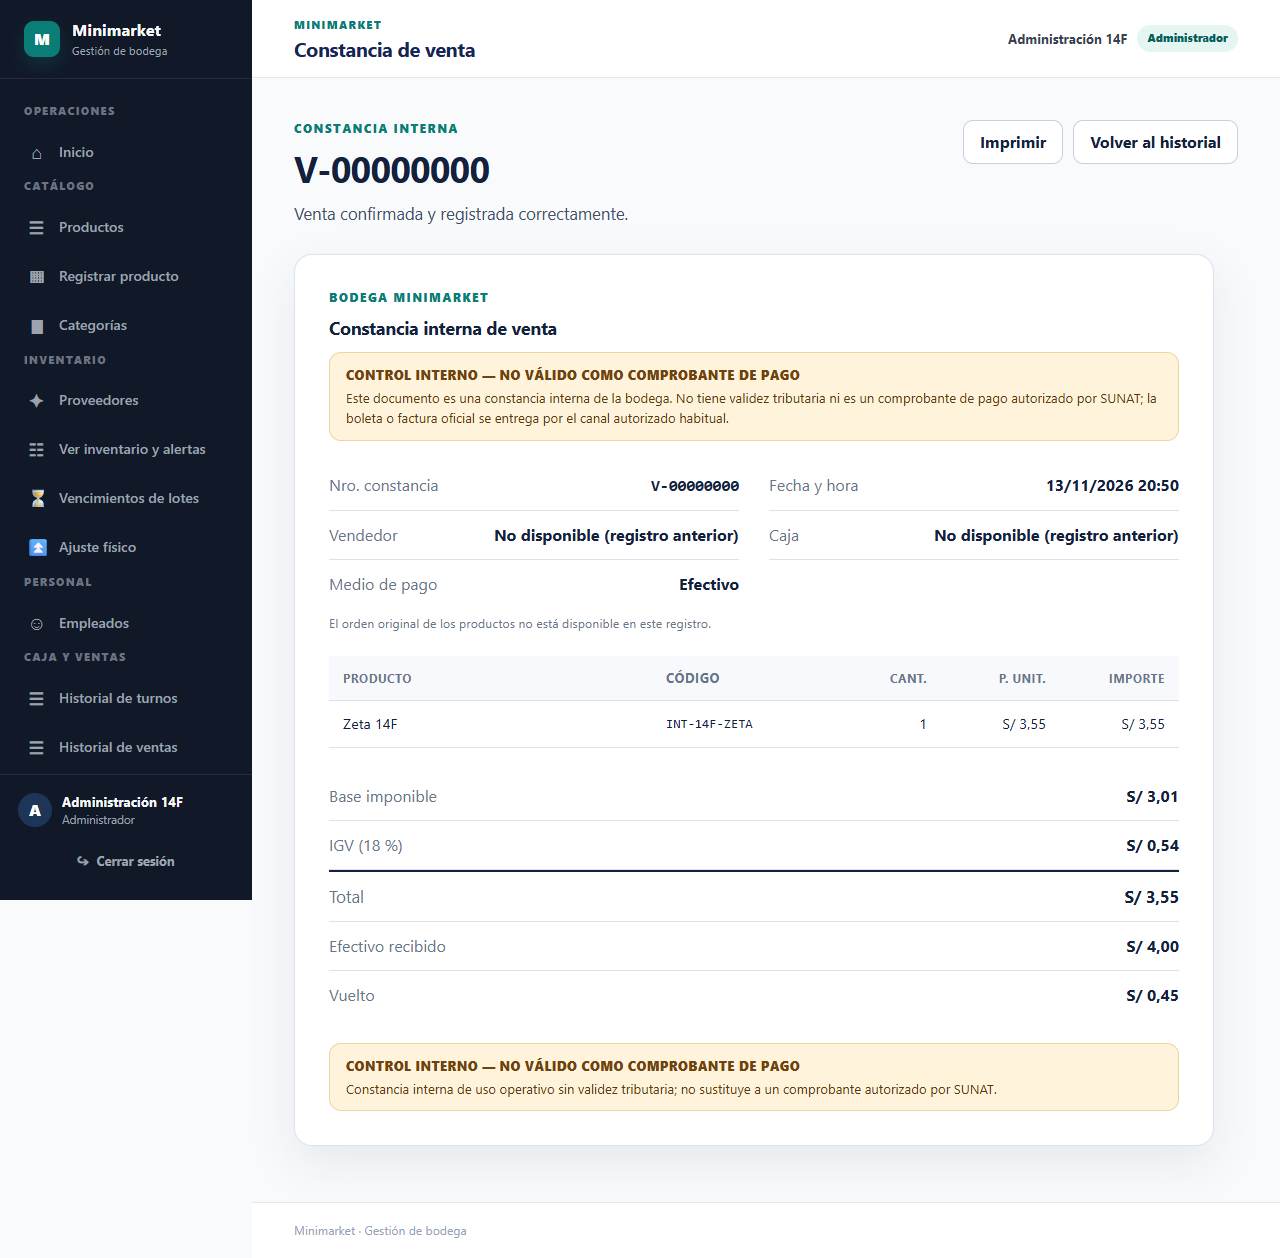 M
Minimarket
Gestión de bodega
OPERACIONES
Inicio
CATÁLOGO
Productos
Registrar producto
Categorías
INVENTARIO
Proveedores
Ver inventario y alertas
Vencimientos de lotes
Ajuste físico
PERSONAL
Empleados
CAJA Y VENTAS
Historial de turnos
Historial de ventas
A
Administración 14F
Administrador
Cerrar sesión
MINIMARKET
Constancia de venta
Administración 14F Administrador
CONSTANCIA INTERNA
V-00000000
Venta confirmada y registrada correctamente.
Imprimir Volver al historial
BODEGA MINIMARKET
Constancia interna de venta
CONTROL INTERNO — NO VÁLIDO COMO COMPROBANTE DE PAGO
Este documento es una constancia interna de la bodega. No tiene validez tributaria ni es un comprobante de pago autorizado por SUNAT; la
boleta o factura oficial se entrega por el canal autorizado habitual.
Nro. constancia V-00000000 Fecha y hora 13/11/2026 20:50
Vendedor No disponible (registro anterior) Caja No disponible (registro anterior)
Medio de pago Efectivo
El orden original de los productos no está disponible en este registro.
PRODUCTO CÓDIGO CANT. P. UNIT. IMPORTE
Zeta 14F INT-14F-ZETA 1 S/ 3,55 S/ 3,55
Base imponible S/ 3,01
IGV (18 %) S/ 0,54
Total S/ 3,55
Efectivo recibido S/ 4,00
Vuelto S/ 0,45
CONTROL INTERNO — NO VÁLIDO COMO COMPROBANTE DE PAGO
Constancia interna de uso operativo sin validez tributaria; no sustituye a un comprobante autorizado por SUNAT.
Minimarket · Gestión de bodega